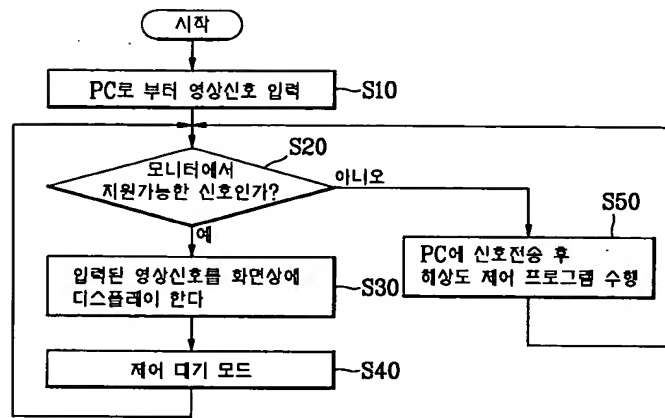 시작
PC로 부터 영상신호 입력
S10
S20
모니터에서
지원가능한 신호인가?
아니오
예
S50
PC에 신호전송 후
해상도 제어 프로그램 수행
입력된 영상신호를 화면상에
디스플레이 한다
S30
제어 대기 모드
S40